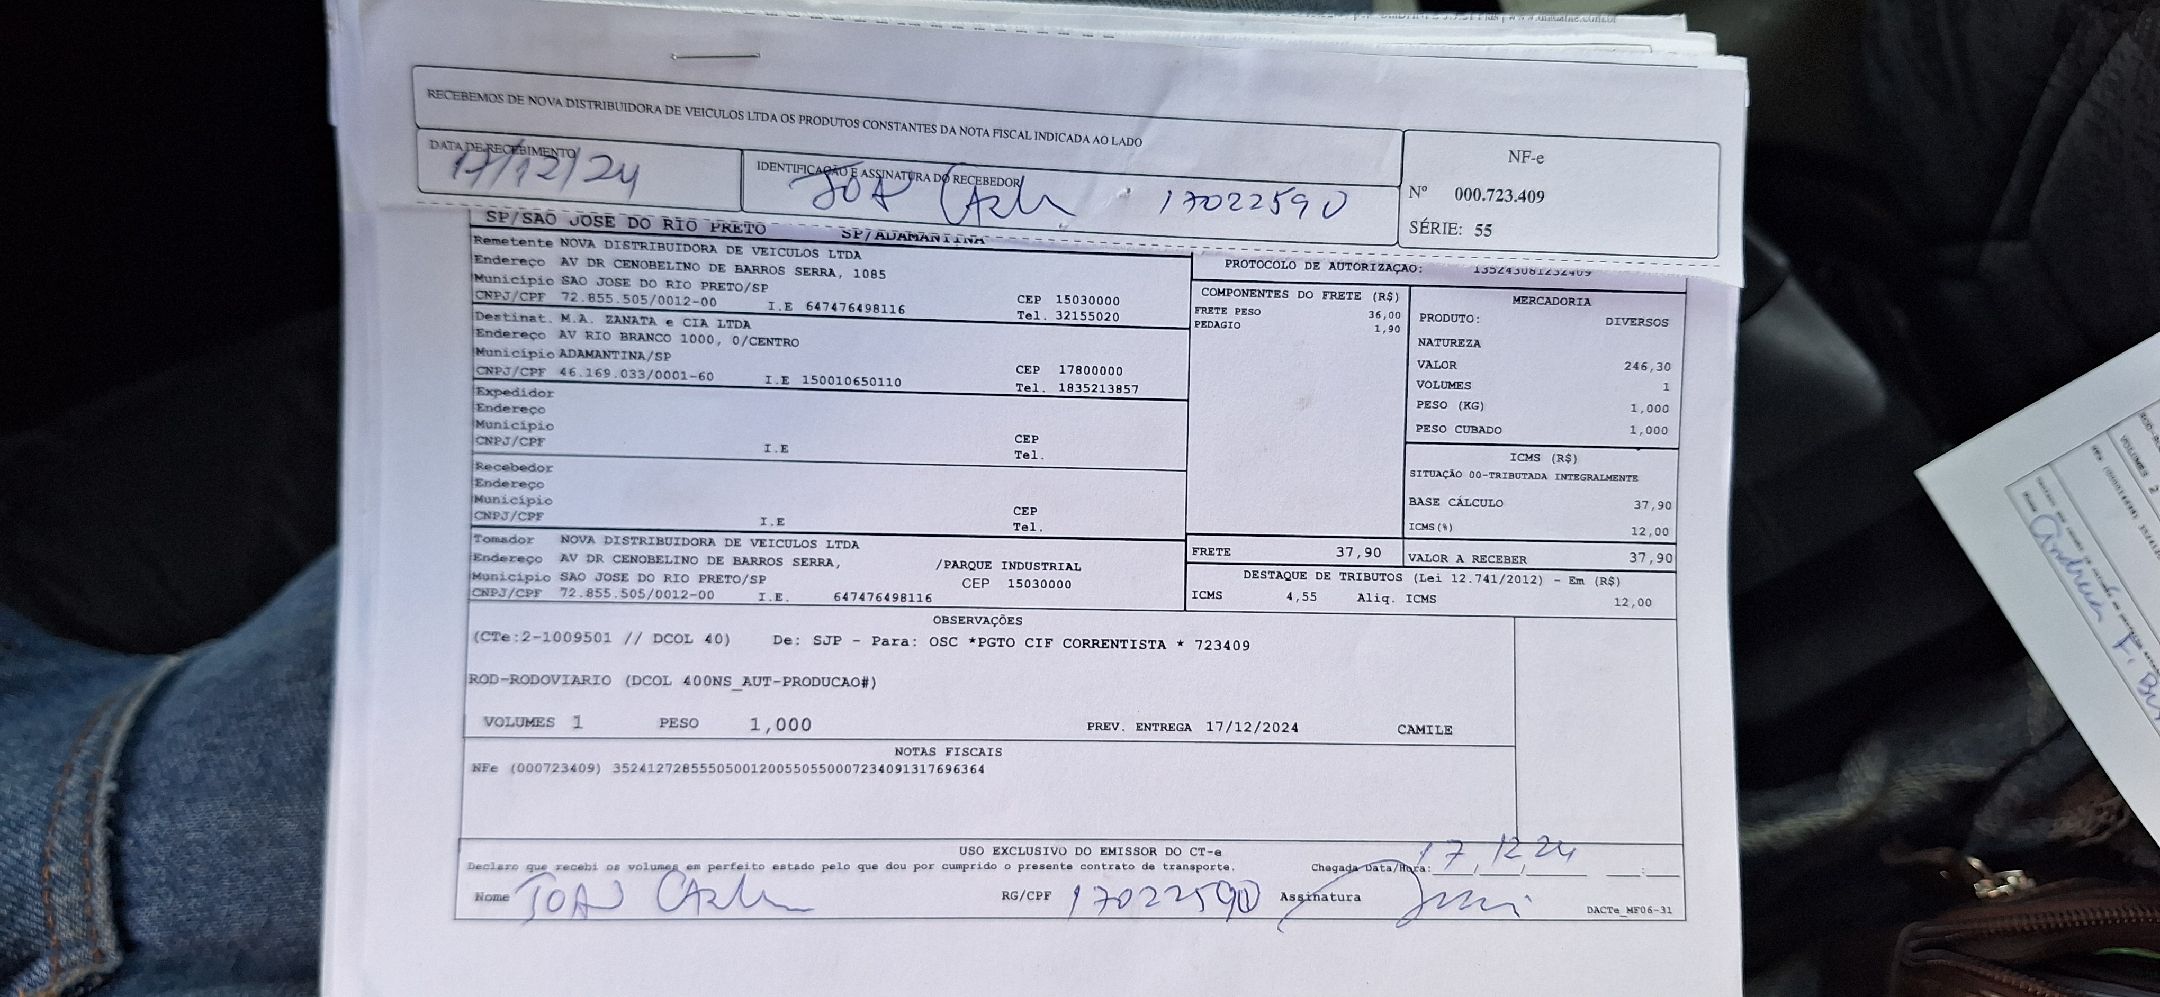 RECEBEMOS DE NOVA DISTRIBUIDORA DE VEICULOS LTDA OS PRODUTOS CONSTANTES DA NOTA FISCAL INDICADA AO LADO
DATA DE RECEBIMENTO
17/12/24
IDENTIFICAÇÃO E ASSINATURA DO RECEBEDOR
17022590
NF-e
Nº 000.723.409
SÉRIE: 55
SP/SAO JOSE DO RIO PRETO SP/ADAMANTINA
Remetente NOVA DISTRIBUIDORA DE VEICULOS LTDA
Endereço AV DR CENOBELINO DE BARROS SERRA, 1085
Município SAO JOSE DO RIO PRETO/SP
CNPJ/CPF 72.855.505/0012-00 I.E 647476498116 CEP 15030000
Tel. 32155020
Destinat. M.A. ZANATA e CIA LTDA
Endereço AV RIO BRANCO 1000, 0/CENTRO
Município ADAMANTINA/SP
CNPJ/CPF 46.169.033/0001-60 I.E 150010650110 CEP 17800000
Tel. 1835213857
Expedidor
Endereço
Município
CNPJ/CPF I.E CEP
Tel.
Recebedor
Endereço
Município
CNPJ/CPF I.E CEP
Tel.
Tomador NOVA DISTRIBUIDORA DE VEICULOS LTDA
Endereço AV DR CENOBELINO DE BARROS SERRA, /PARQUE INDUSTRIAL
Município SAO JOSE DO RIO PRETO/SP CEP 15030000
CNPJ/CPF 72.855.505/0012-00 I.E. 647476498116
PROTOCOLO DE AUTORIZAÇAO: 135243081232409
COMPONENTES DO FRETE (R$)
FRETE PESO 36,00
PEDAGIO 1,90
MERCADORIA
PRODUTO: DIVERSOS
NATUREZA
VALOR 246,30
VOLUMES 1
PESO (KG) 1,000
PESO CUBADO 1,000
ICMS (R$)
SITUAÇÃO 00-TRIBUTADA INTEGRALMENTE
BASE CÁLCULO 37,90
ICMS(%) 12,00
FRETE 37,90 VALOR A RECEBER 37,90
DESTAQUE DE TRIBUTOS (Lei 12.741/2012) - Em (R$)
ICMS 4,55 Aliq. ICMS 12,00
OBSERVAÇÕES
(CTe:2-1009501 // DCOL 40) De: SJP - Para: OSC *PGTO CIF CORRENTISTA * 723409
ROD-RODOVIARIO (DCOL 400NS_AUT-PRODUCAO#)
VOLUMES 1 PESO 1,000 PREV. ENTREGA 17/12/2024 CAMILE
NOTAS FISCAIS
NFe (000723409) 35241272855505001200550550007234091317696364
USO EXCLUSIVO DO EMISSOR DO CT-e
Declaro que recebi os volumes em perfeito estado pelo que dou por cumprido o presente contrato de transporte. Chegada Data/Hora: 17 12 24
Nome RG/CPF 17022590 Assinatura
DACTe_MF06-31